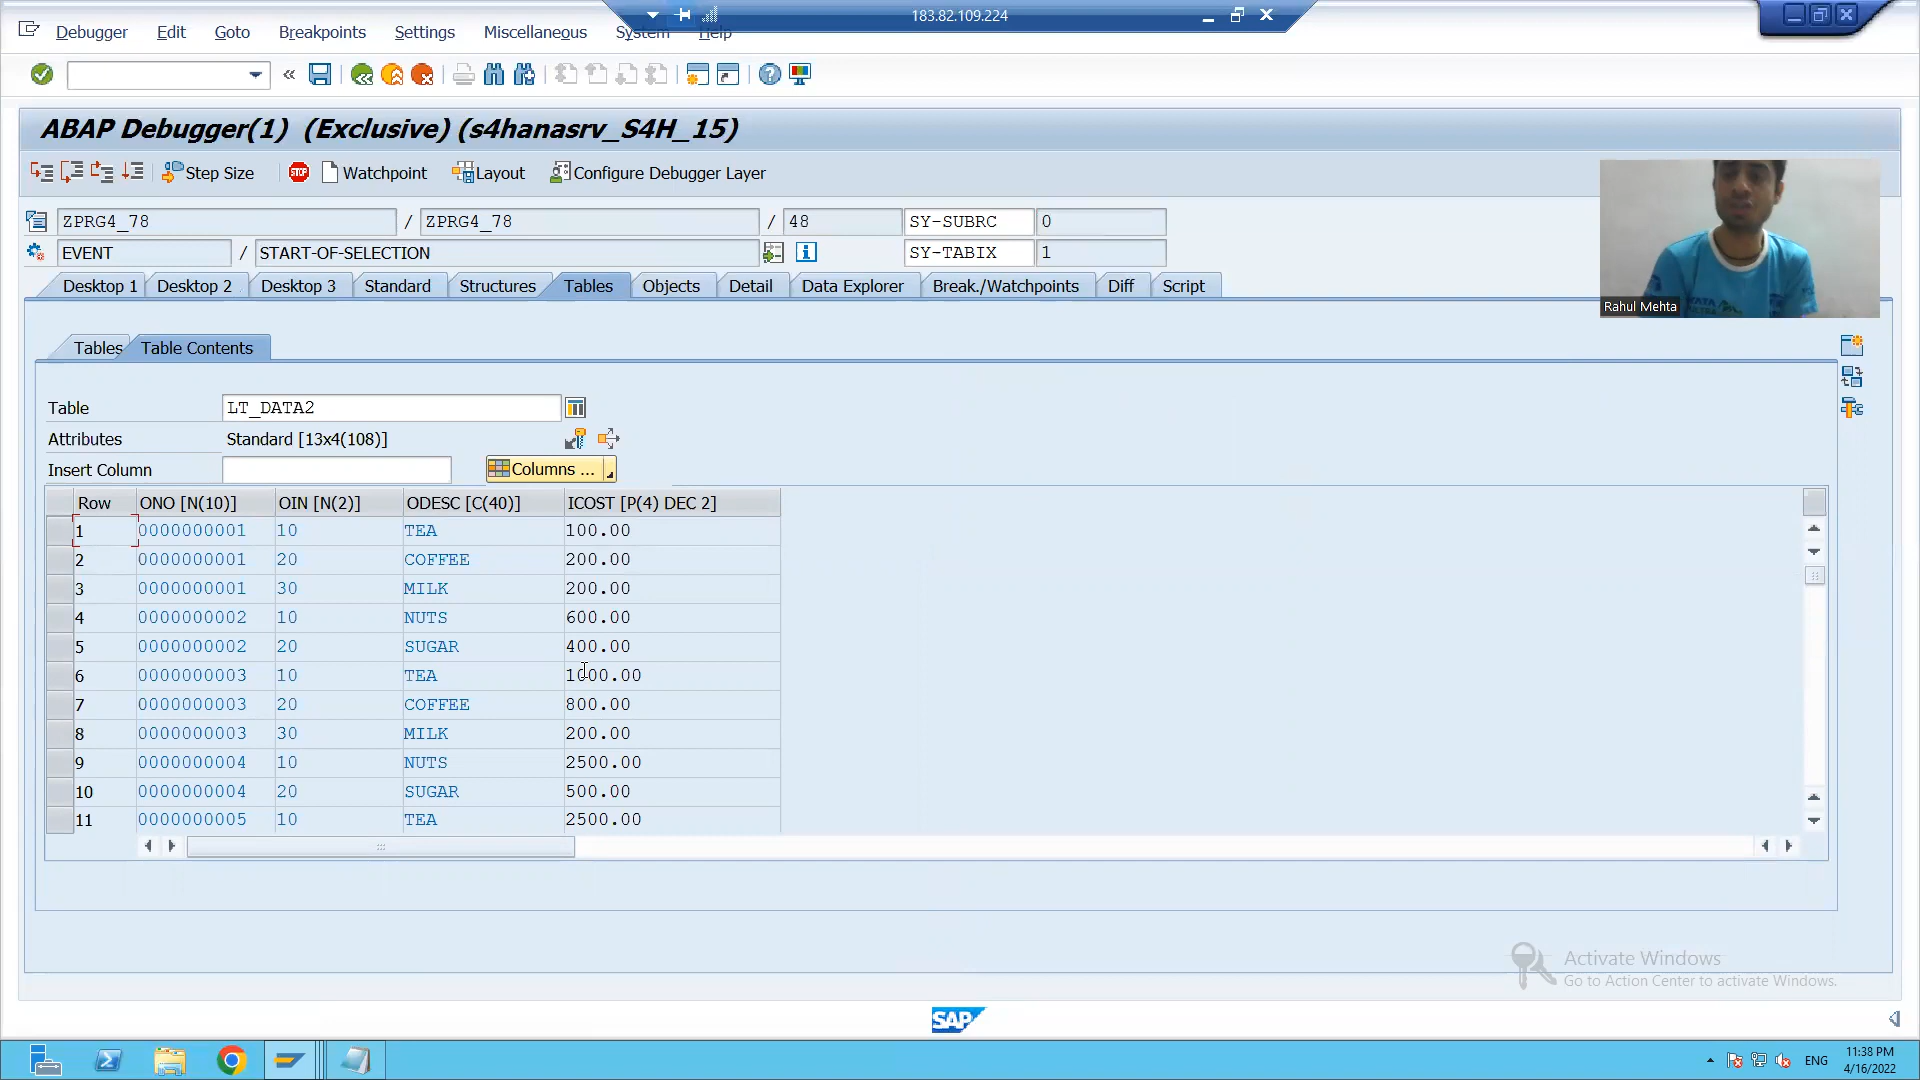 183.82.109.224
Debugger Edit Goto Breakpoints Settings Miscellaneous System Help
ABAP Debugger(1) (Exclusive) (s4hanasrv_S4H_15)
Step Size STOP Watchpoint Layout Configure Debugger Layer
ZPRG4_78 / ZPRG4_78 / 48 SY-SUBRC 0
EVENT / START-OF-SELECTION SY-TABIX 1
Desktop 1 Desktop 2 Desktop 3 Standard Structures Tables Objects Detail Data Explorer Break./Watchpoints Diff Script
Rahul Mehta
Tables Table Contents
Table LT_DATA2
Attributes Standard [13x4(108)]
Insert Column Columns ...
Row ONO [N(10)] OIN [N(2)] ODESC [C(40)] ICOST [P(4) DEC 2]
1 0000000001 10 TEA 100.00
2 0000000001 20 COFFEE 200.00
3 0000000001 30 MILK 200.00
4 0000000002 10 NUTS 600.00
5 0000000002 20 SUGAR 400.00
6 0000000003 10 TEA 1000.00
7 0000000003 20 COFFEE 800.00
8 0000000003 30 MILK 200.00
9 0000000004 10 NUTS 2500.00
10 0000000004 20 SUGAR 500.00
11 0000000005 10 TEA 2500.00
Activate Windows
Go to Action Center to activate Windows.
SAP
ENG
11:38 PM
4/16/2022